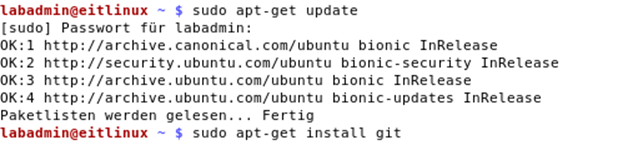 labadmin@eitlinux ~ $ sudo apt-get update
[sudo] Passwort für labadmin:
OK:1 http://archive.canonical.com/ubuntu bionic InRelease
OK:2 http://security.ubuntu.com/ubuntu bionic-security InRelease
OK:3 http://archive.ubuntu.com/ubuntu bionic InRelease
OK:4 http://archive.ubuntu.com/ubuntu bionic-updates InRelease
Paketlisten werden gelesen... Fertig
labadmin@eitlinux ~ $ sudo apt-get install git